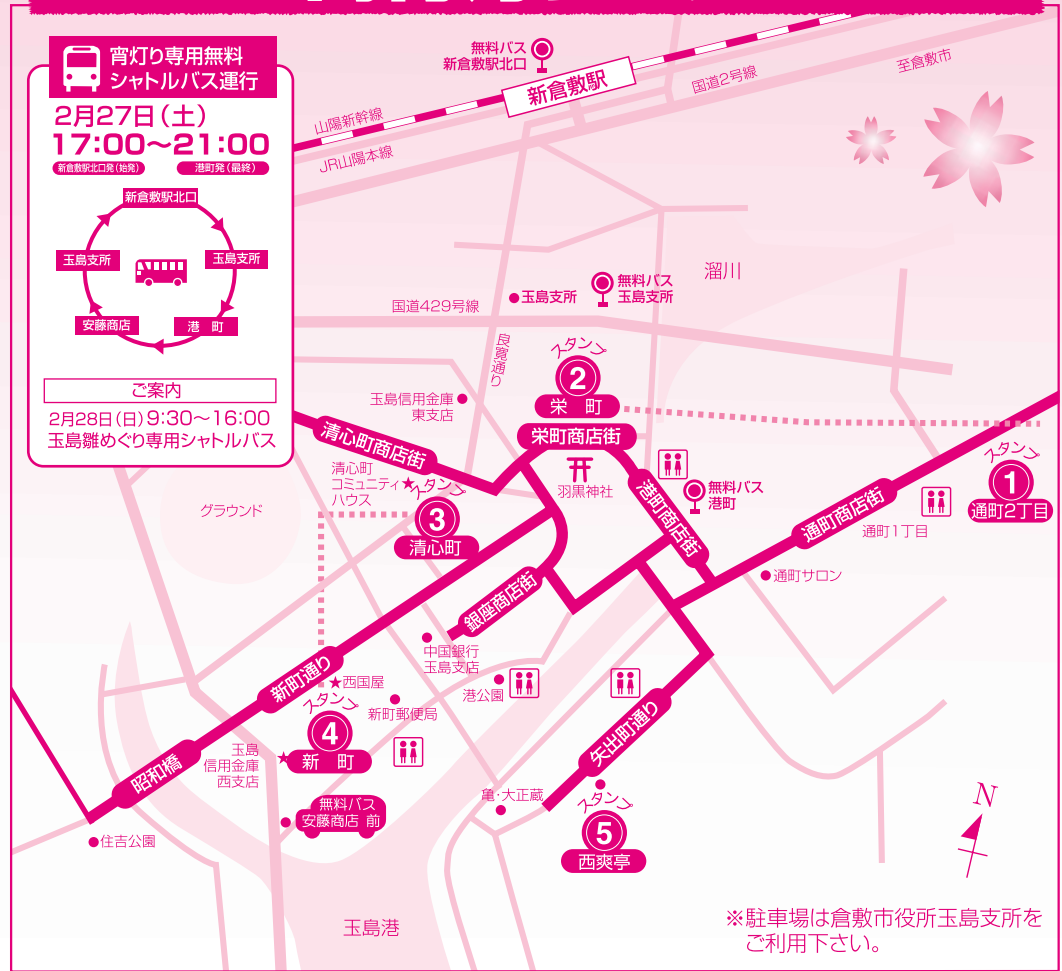 宵灯り専用無料
シャトルバス運行
2月27日(土)
17:00～21:00
新倉敷駅北口発(始発)
港町発(最終)
新倉敷駅北口
玉島支所
玉島支所
安藤商店
港 町
ご案内
2月28日(日)9:30～16:00
玉島雛めぐり専用シャトルバス
無料バス
新倉敷駅北口
新倉敷駅
国道2号線
至倉敷市
山陽新幹線
JR山陽本線
溜川
無料バス
玉島支所
玉島支所
国道429号線
良寛通り
スタンプ
2
栄 町
玉島信用金庫
東支店
栄町商店街
清心町商店街
羽黒神社
清心町
コミュニティ
ハウス
スタンプ
3
清心町
グラウンド
港町商店街
無料バス
港町
通町商店街
通町1丁目
スタンプ
1
通町2丁目
通町サロン
銀座商店街
中国銀行
玉島支店
新町通り
西国屋
港公園
新町郵便局
スタンプ
4
新 町
玉島
信用金庫
西支店
昭和橋
矢出町通り
無料バス
安藤商店 前
亀・大正蔵
スタンプ
5
西爽亭
住吉公園
玉島港
N
※駐車場は倉敷市役所玉島支所を
ご利用下さい。